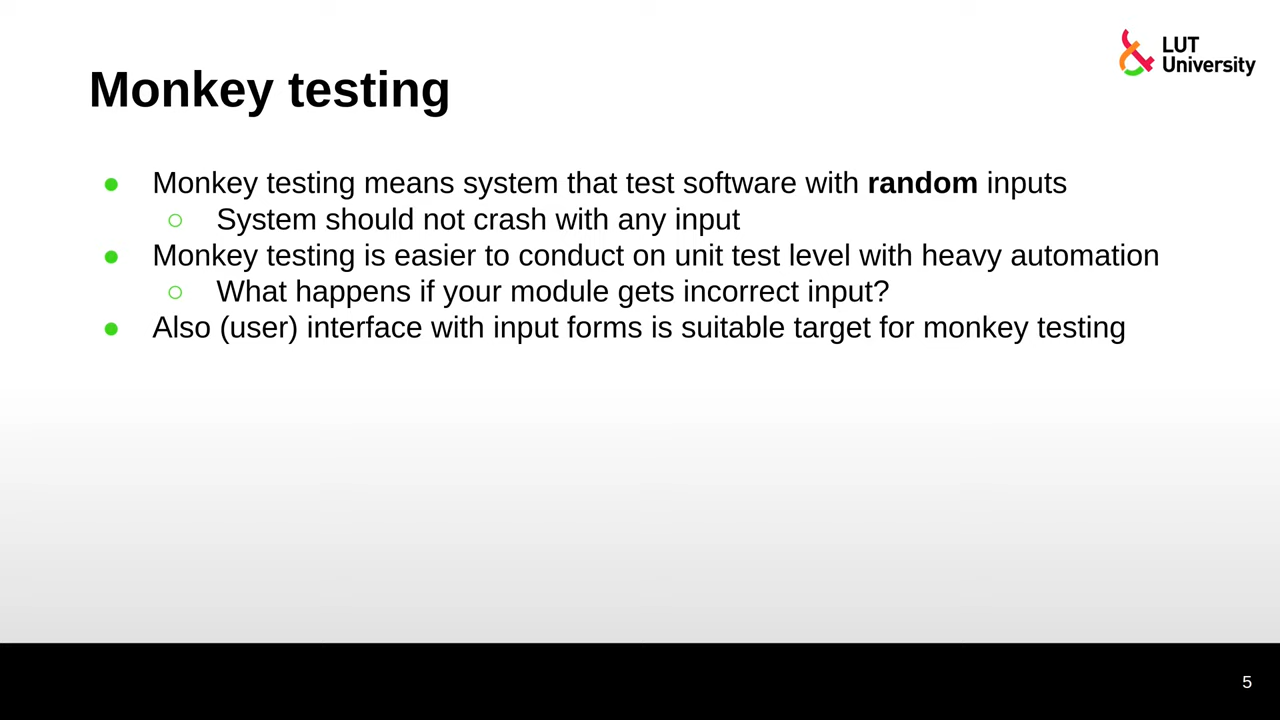 LUT
University
Monkey testing
● Monkey testing means system that test software with random inputs
○ System should not crash with any input
● Monkey testing is easier to conduct on unit test level with heavy automation
○ What happens if your module gets incorrect input?
● Also (user) interface with input forms is suitable target for monkey testing
5